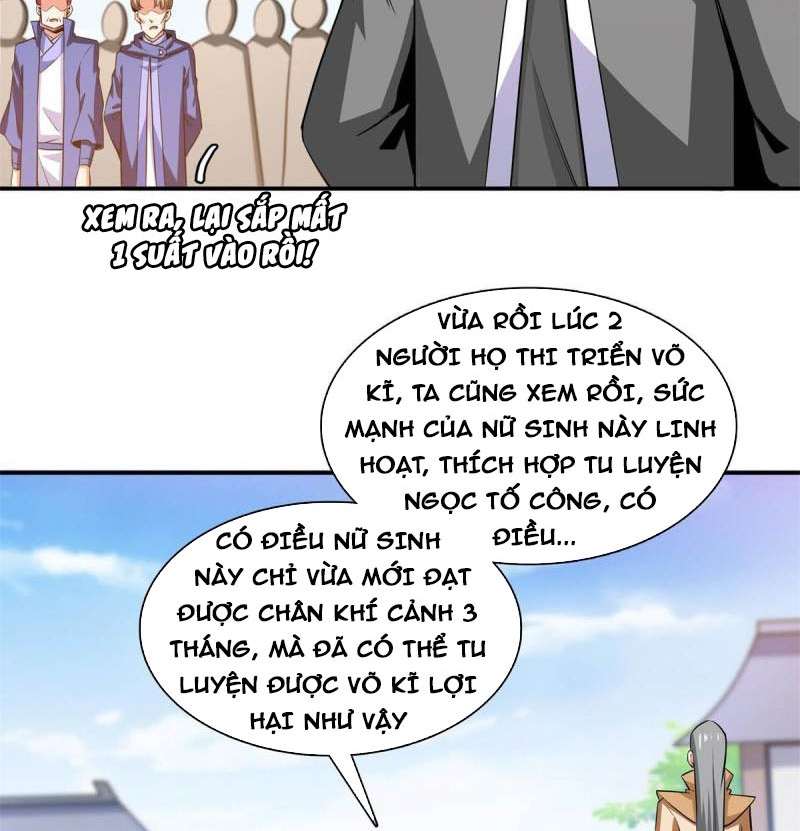 XEM RA, LẠI SẮP MẤT
1 SUẤT VÀO RỒI!
VỪA RỒI LÚC 2
NGƯỜI HỌ THI TRIỂN VÕ
KĨ, TA CŨNG XEM RỒI, SỨC
MẠNH CỦA NỮ SINH NÀY LINH
HOẠT, THÍCH HỢP TU LUYỆN
NGỌC TỐ CÔNG, CÓ
ĐIỀU...
CÓ ĐIỀU NỮ SINH
NÀY CHỈ VỪA MỚI ĐẠT
ĐƯỢC CHÂN KHÍ CẢNH 3
THÁNG, MÀ ĐÃ CÓ THỂ TU
LUYỆN ĐƯỢC VÕ KĨ LỢI
HẠI NHƯ VẬY